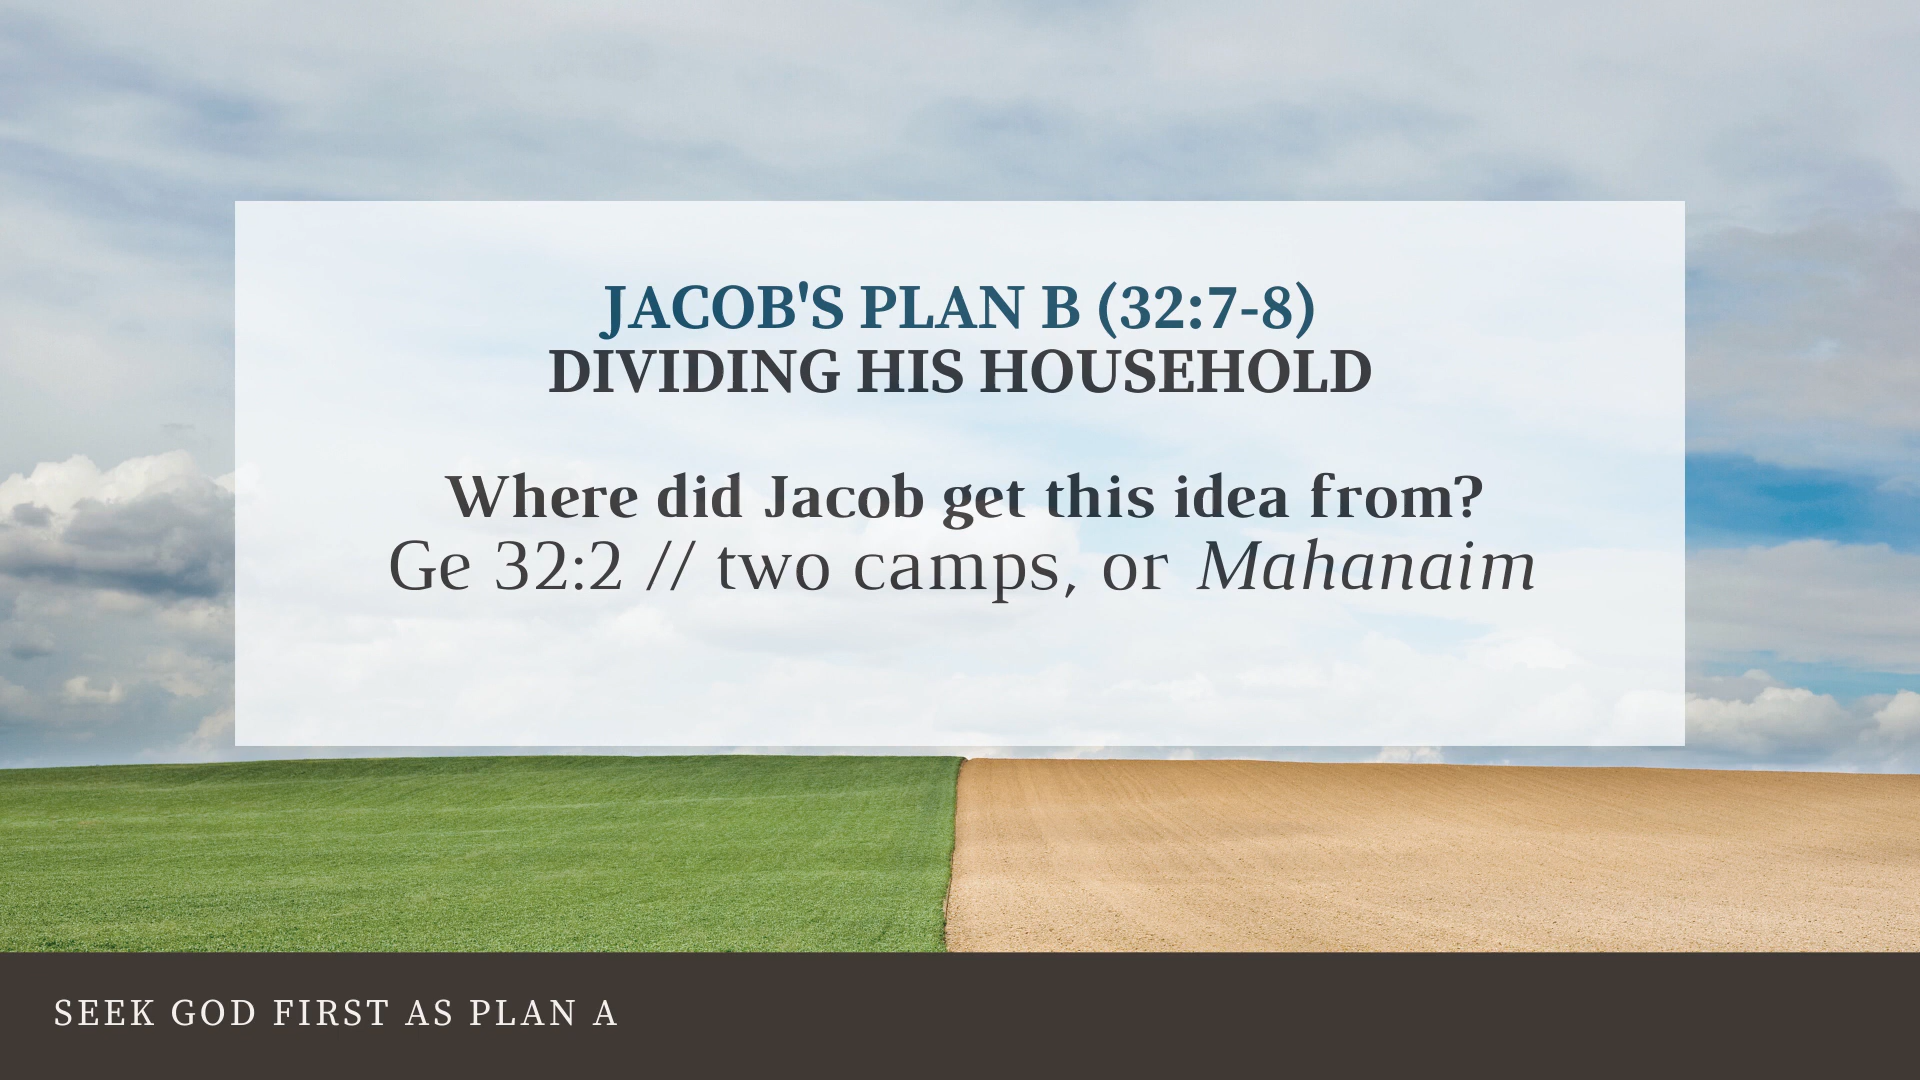 JACOB'S PLAN B (32:7-8)
DIVIDING HIS HOUSEHOLD
Where did Jacob get this idea from?
Ge 32:2 // two camps, or Mahanaim
SEEK GOD FIRST AS PLAN A